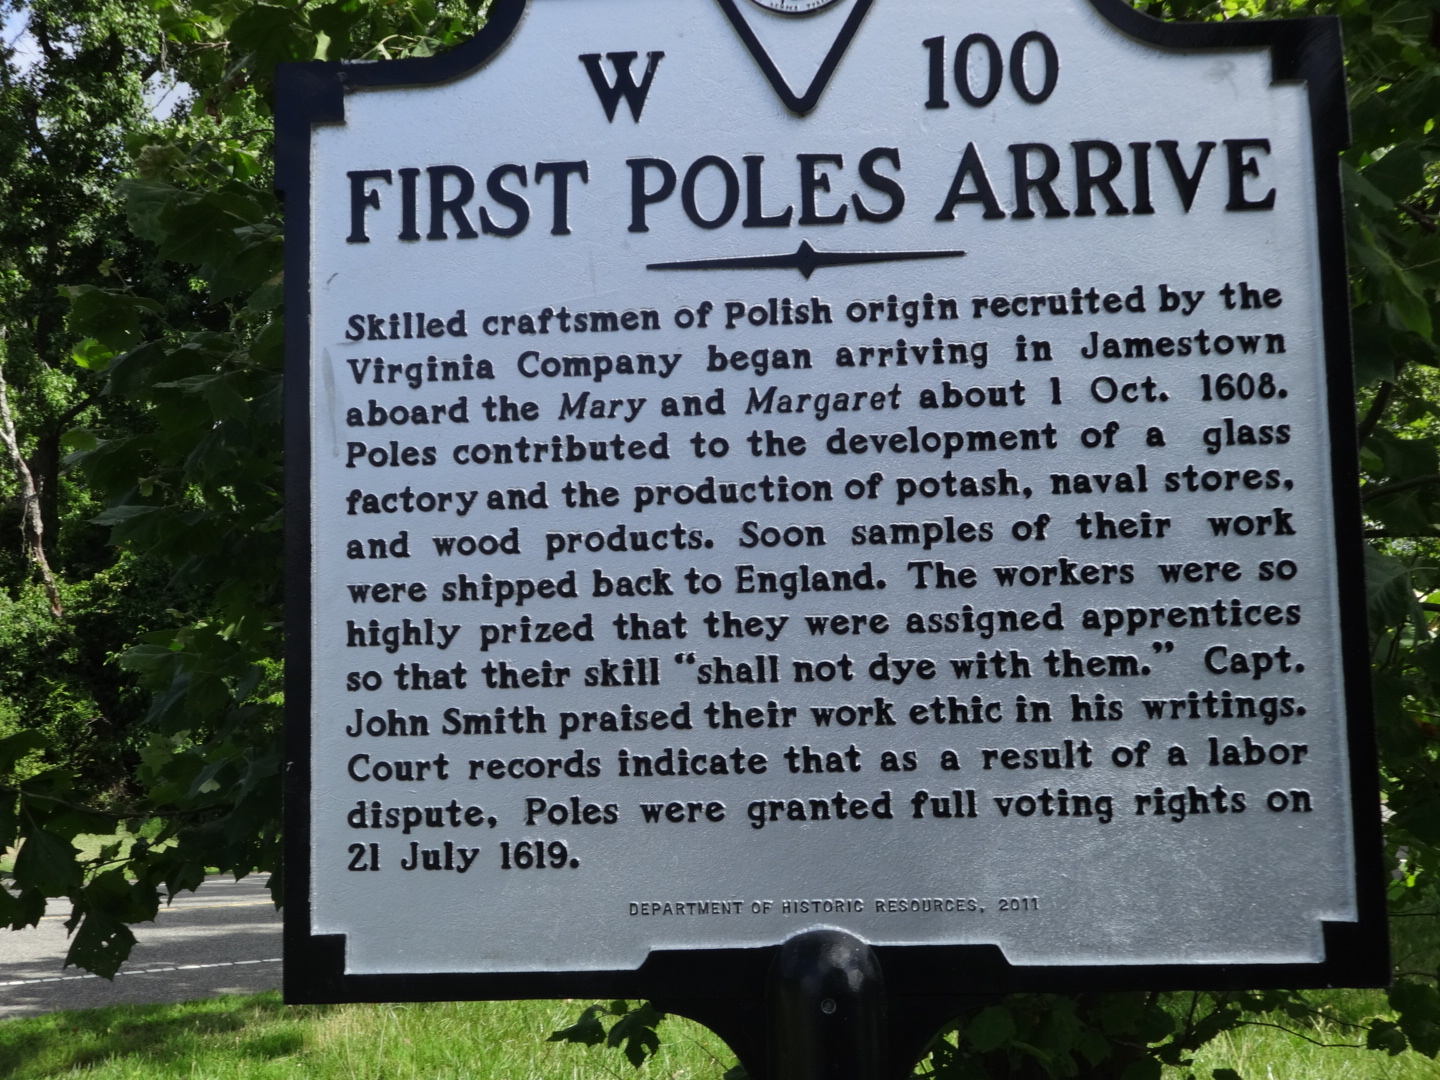 W 100
FIRST POLES ARRIVE
Skilled craftsmen of Polish origin recruited by the
Virginia Company began arriving in Jamestown
aboard the Mary and Margaret about 1 Oct. 1608.
Poles contributed to the development of a glass
factory and the production of potash, naval stores,
and wood products. Soon samples of their work
were shipped back to England. The workers were so
highly prized that they were assigned apprentices
so that their skill “shall not dye with them.” Capt.
John Smith praised their work ethic in his writings.
Court records indicate that as a result of a labor
dispute, Poles were granted full voting rights on
21 July 1619.
DEPARTMENT OF HISTORIC RESOURCES, 2011